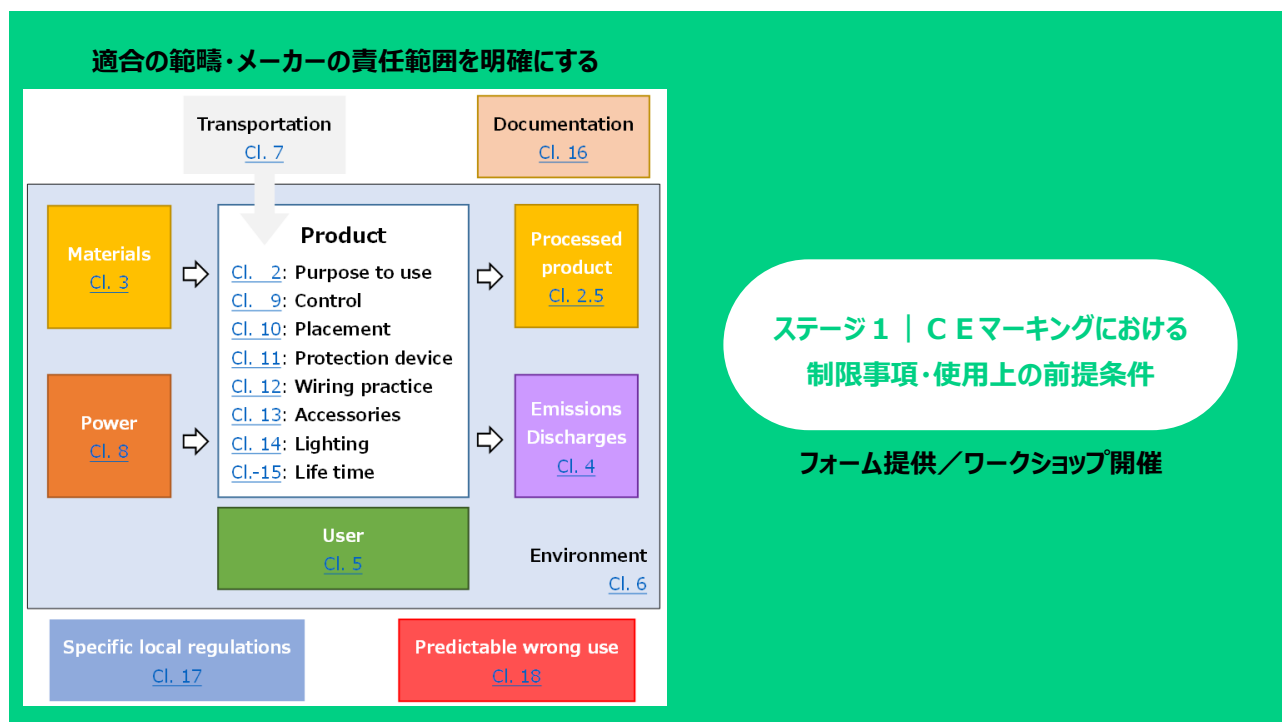 適合の範疇・メーカーの責任範囲を明確にする
Transportation
Cl. 7
Documentation
Cl. 16
Materials
Cl. 3
Power
Cl. 8
Product
Cl. 2: Purpose to use
Cl. 9: Control
Cl. 10: Placement
Cl. 11: Protection device
Cl. 12: Wiring practice
Cl. 13: Accessories
Cl. 14: Lighting
Cl.-15: Life time
Processed
product
Cl. 2.5
Emissions
Discharges
Cl. 4
User
Cl. 5
Environment
Cl. 6
Specific local regulations
Cl. 17
Predictable wrong use
Cl. 18
ステージ１｜ＣＥマーキングにおける
制限事項・使用上の前提条件
フォーム提供／ワークショップ開催